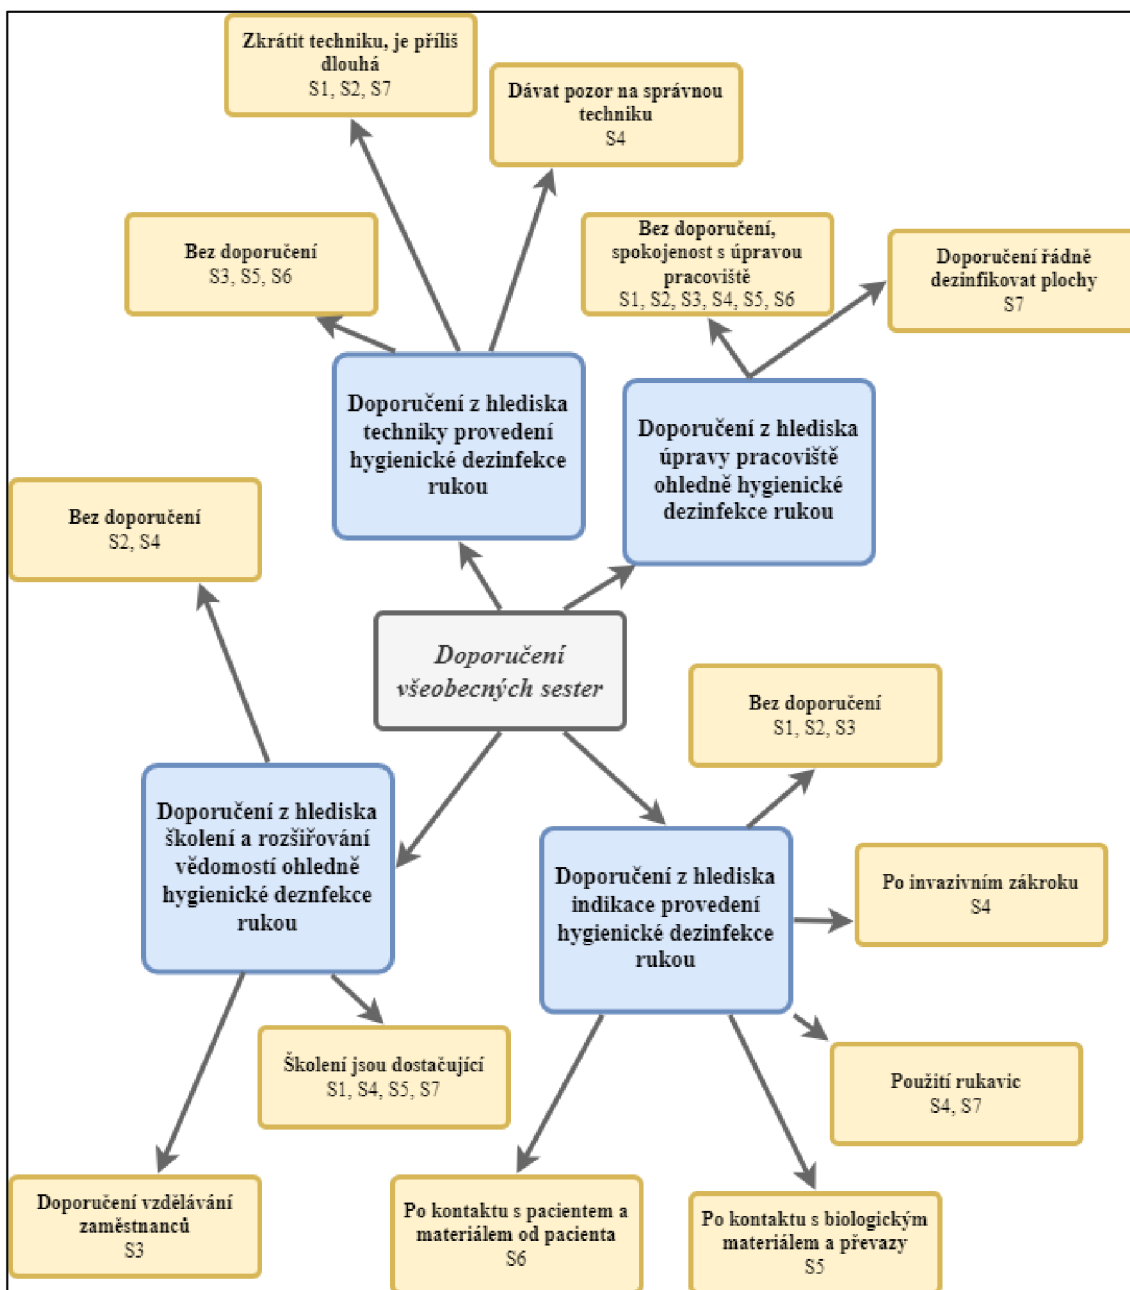 Zkrátit techniku, je příliš
dlouhá
S1, S2, S7
Dávat pozor na správnou
techniku
S4
Bez doporučení
S3, S5, S6
Bez doporučení,
spokojenost s úpravou
pracoviště
S1, S2, S3, S4, S5, S6
Doporučení řádně
dezinfikovat plochy
S7
Doporučení z hlediska
techniky provedení
hygienické dezinfekce
rukou
Doporučení z hlediska
úpravy pracoviště
ohledně hygienické
dezinfekce rukou
Bez doporučení
S2, S4
Doporučení
všeobecných sester
Bez doporučení
S1, S2, S3
Doporučení z hlediska
školení a rozšiřování
vědomostí ohledně
hygienické deznfekce
rukou
Doporučení z hlediska
indikace provedení
hygienické dezinfekce
rukou
Po invazivním zákroku
S4
Školení jsou dostačující
S1, S4, S5, S7
Použití rukavic
S4, S7
Doporučení vzdělávání
zaměstnanců
S3
Po kontaktu s pacientem a
materiálem od pacienta
S6
Po kontaktu s biologickým
materiálem a převazy
S5